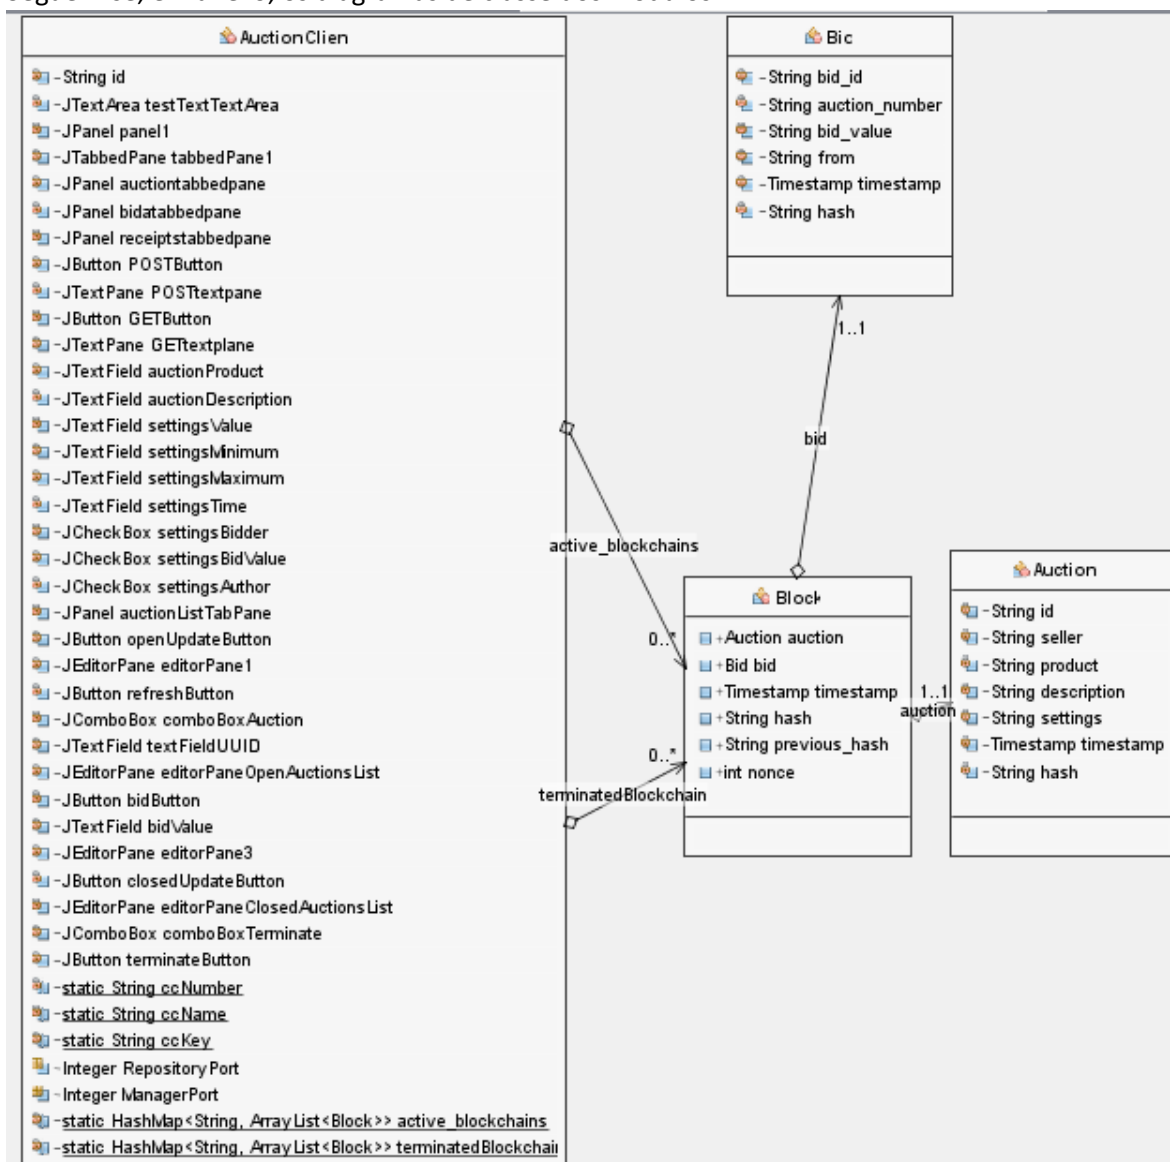 AuctionClien
-String id
-JTextArea testTextTextArea
-JPanel panel1
-JTabbedPane tabbedPane1
-JPanel auctiontabbedpane
-JPanel bidatabbedpane
-JPanel receiptstabbedpane
-JButton POSTButton
-JTextPane POSTtextpane
-JButton GETButton
-JTextPane GETtextplane
-JTextField auctionProduct
-JTextField auctionDescription
-JTextField settingsValue
-JTextField settingsMinimum
-JTextField settingsMaximum
-JTextField settingsTime
-JCheckBox settingsBidder
-JCheckBox settingsBidValue
-JCheckBox settingsAuthor
-JPanel auctionListTabPane
-JButton openUpdateButton
-JEditorPane editorPane1
-JButton refreshButton
-JComboBox comboBoxAuction
-JTextField textFieldUUID
-JEditorPane editorPaneOpenAuctionsList
-JButton bidButton
-JTextField bidValue
-JEditorPane editorPane3
-JButton closedUpdateButton
-JEditorPane editorPaneClosedAuctionsList
-JComboBox comboBoxTerminate
-JButton terminateButton
-static String ccNumber
-static String ccName
-static String ccKey
~Integer RepositoryPort
~Integer ManagerPort
-static HashMap<String, ArrayList<Block>> active_blockchains
-static HashMap<String, ArrayList<Block>> terminatedBlockchain
active_blockchains
0..*
terminatedBlockchain
0..*
Bic
-String bid_id
-String auction_number
-String bid_value
-String from
-Timestamp timestamp
-String hash
1..1
bid
Block
+Auction auction
+Bid bid
+Timestamp timestamp
+String hash
+String previous_hash
+int nonce
1..1
auction
Auction
-String id
-String seller
-String product
-String description
-String settings
-Timestamp timestamp
-String hash